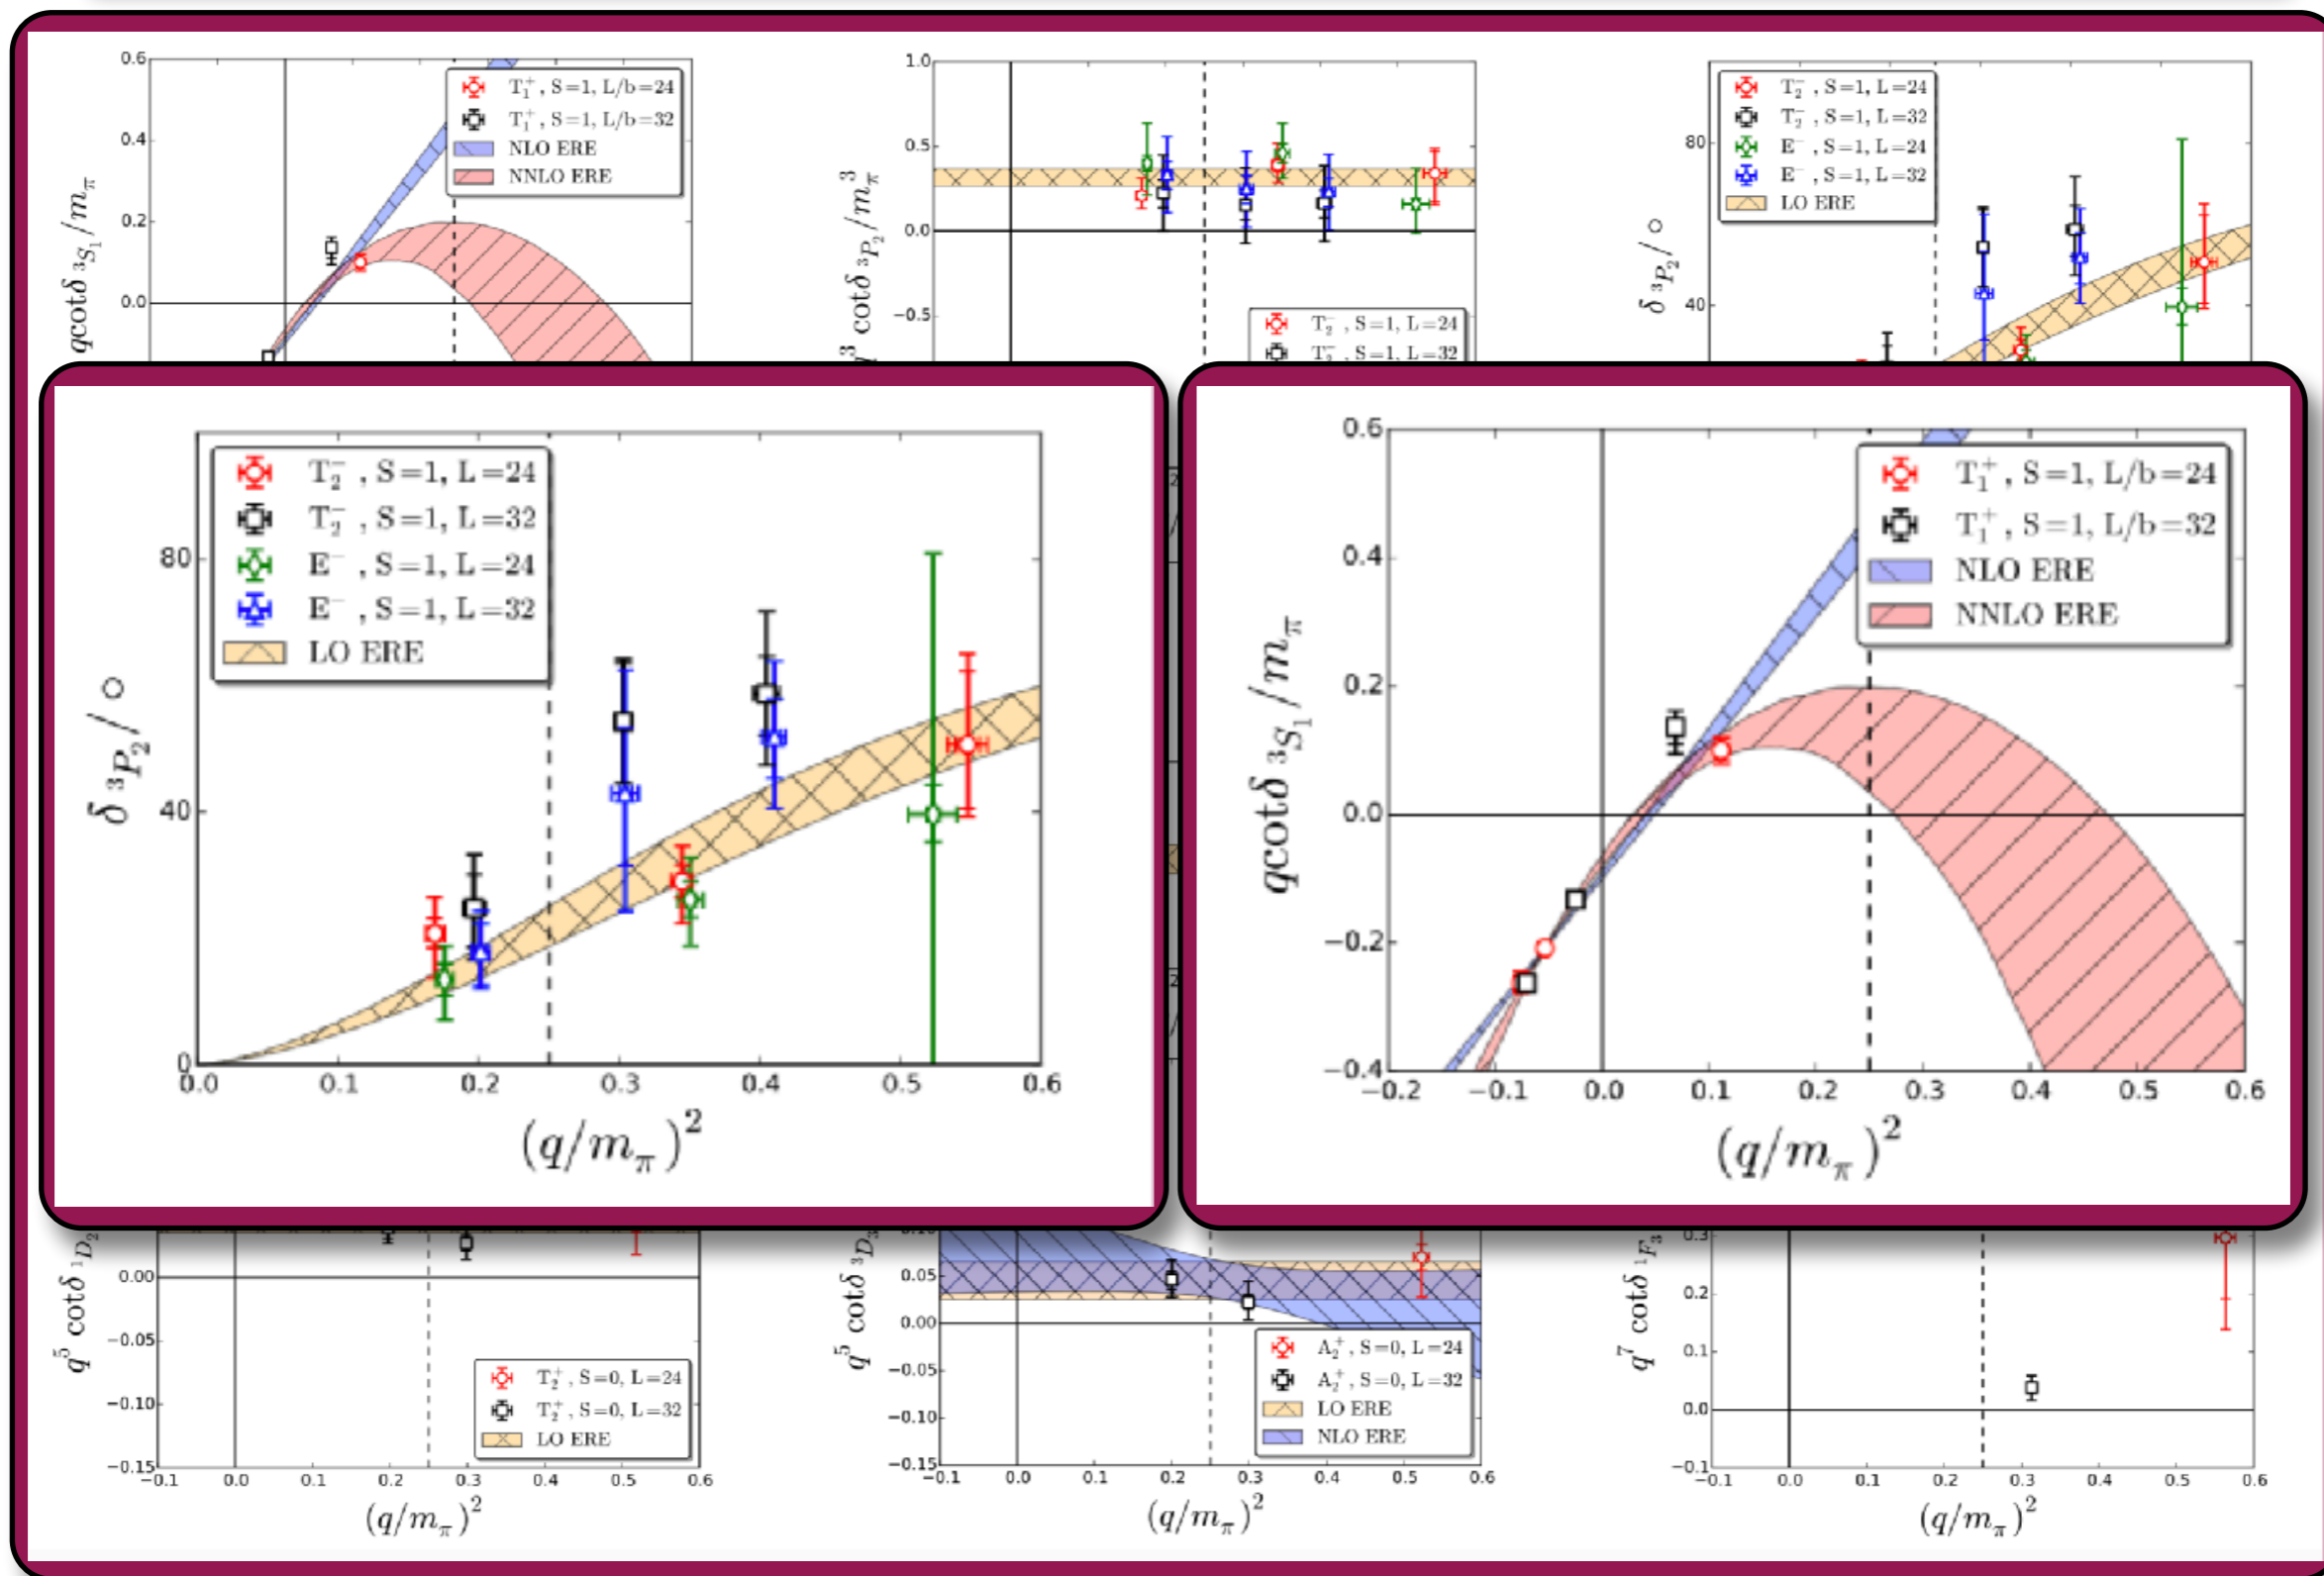 0.6
0.4
0.2
0.0
qcotδ ³S₁/mπ
T₁⁺, S=1, L/b=24
T₁⁺, S=1, L/b=32
NLO ERE
NNLO ERE
1.0
0.5
0.0
−0.5
cotδ ³P₂/mπ³
T₂⁻, S=1, L=24
T₂⁻, S=1, L=32
80
40
δ ³P₂/°
T₂⁻, S=1, L=24
T₂⁻, S=1, L=32
E⁻, S=1, L=24
E⁻, S=1, L=32
LO ERE
T₂⁻, S=1, L=24
T₂⁻, S=1, L=32
E⁻, S=1, L=24
E⁻, S=1, L=32
LO ERE
80
40
0
δ ³P₂/°
0.0 0.1 0.2 0.3 0.4 0.5 0.6
(q/mπ)²
T₁⁺, S=1, L/b=24
T₁⁺, S=1, L/b=32
NLO ERE
NNLO ERE
0.6
0.4
0.2
0.0
−0.2
−0.4
qcotδ ³S₁/mπ
−0.2 −0.1 0.0 0.1 0.2 0.3 0.4 0.5 0.6
(q/mπ)²
0.00
−0.05
−0.10
−0.15
q⁵ cotδ ¹D₂
T₂⁺, S=0, L=24
T₂⁺, S=0, L=32
LO ERE
−0.1 0.0 0.1 0.2 0.3 0.4 0.5 0.6
(q/mπ)²
0.05
0.00
−0.05
−0.10
−0.15
q⁵ cotδ ³D₃
A₂⁺, S=0, L=24
A₂⁺, S=0, L=32
LO ERE
NLO ERE
−0.1 0.0 0.1 0.2 0.3 0.4 0.5 0.6
(q/mπ)²
0.3
0.2
0.1
0.0
−0.1
q⁷ cotδ ¹F₃
−0.1 0.0 0.1 0.2 0.3 0.4 0.5 0.6
(q/mπ)²